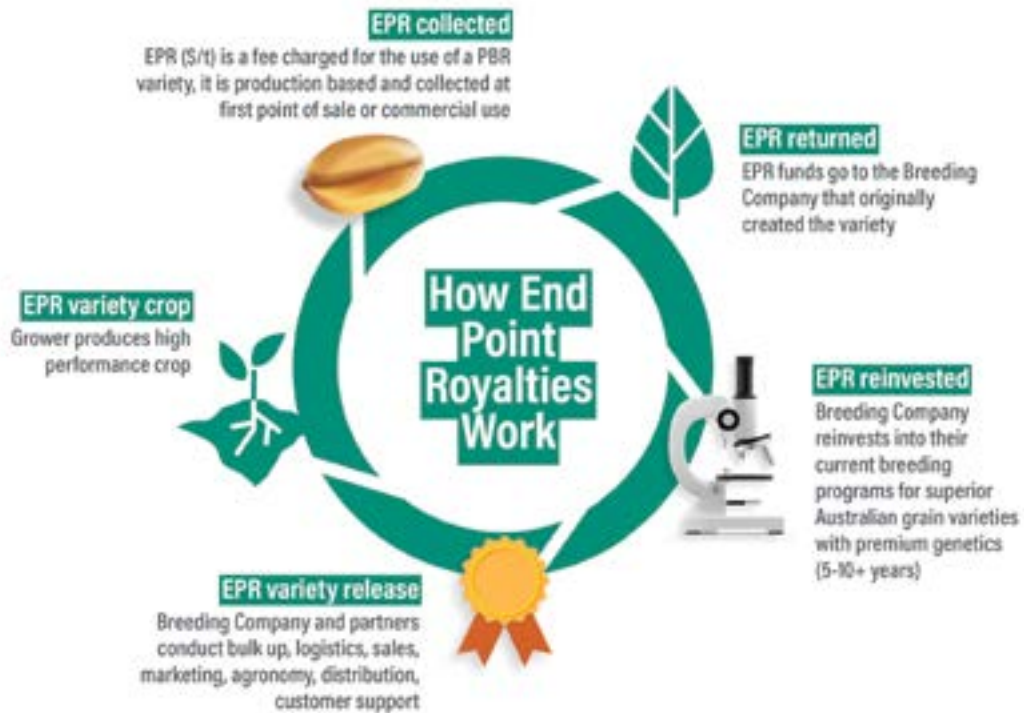 EPR collected
EPR ($/t) is a fee charged for the use of a PBR
variety, it is production based and collected at
first point of sale or commercial use
EPR returned
EPR funds go to the Breeding
Company that originally
created the variety
How End
Point
Royalties
Work
EPR variety crop
Grower produces high
performance crop
EPR reinvested
Breeding Company
reinvests into their
current breeding
programs for superior
Australian grain varieties
with premium genetics
(5-10+ years)
EPR variety release
Breeding Company and partners
conduct bulk up, logistics, sales,
marketing, agronomy, distribution,
customer support